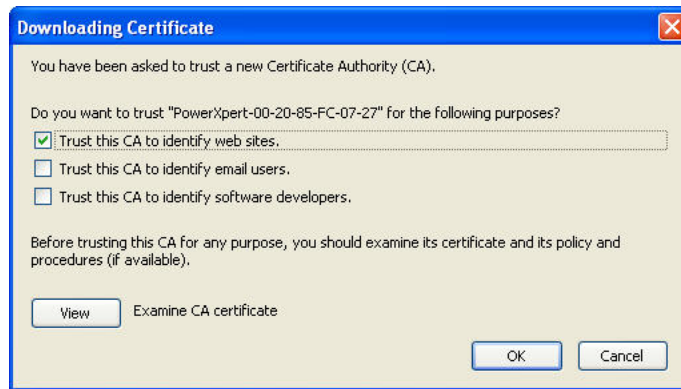 Downloading Certificate
You have been asked to trust a new Certificate Authority (CA).
Do you want to trust "PowerXpert-00-20-85-FC-07-27" for the following purposes?
Trust this CA to identify web sites.
Trust this CA to identify email users.
Trust this CA to identify software developers.
Before trusting this CA for any purpose, you should examine its certificate and its policy and
procedures (if available).
View Examine CA certificate
OK Cancel